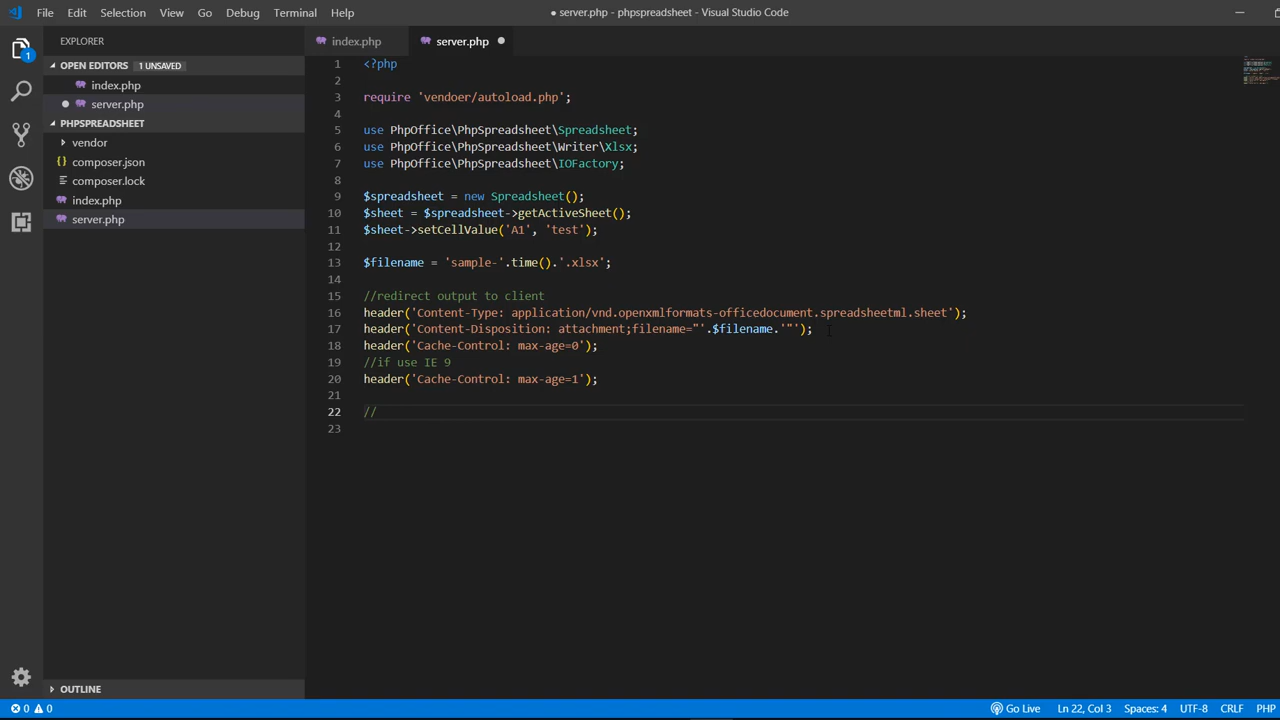 File Edit Selection View Go Debug Terminal Help
● server.php - phpspreadsheet - Visual Studio Code
EXPLORER
OPEN EDITORS 1 UNSAVED
index.php
server.php
PHPSPREADSHEET
vendor
composer.json
composer.lock
index.php
server.php
OUTLINE
1
index.php server.php
1 <?php
2
3 require 'vendoer/autoload.php';
4
5 use PhpOffice\PhpSpreadsheet\Spreadsheet;
6 use PhpOffice\PhpSpreadsheet\Writer\Xlsx;
7 use PhpOffice\PhpSpreadsheet\IOFactory;
8
9 $spreadsheet = new Spreadsheet();
10 $sheet = $spreadsheet->getActiveSheet();
11 $sheet->setCellValue('A1', 'test');
12
13 $filename = 'sample-'.time().'.xlsx';
14
15 //redirect output to client
16 header('Content-Type: application/vnd.openxmlformats-officedocument.spreadsheetml.sheet');
17 header('Content-Disposition: attachment;filename="'.$filename.'"');
18 header('Cache-Control: max-age=0');
19 //if use IE 9
20 header('Cache-Control: max-age=1');
21
22 //
23
0 0 Go Live Ln 22, Col 3 Spaces: 4 UTF-8 CRLF PHP